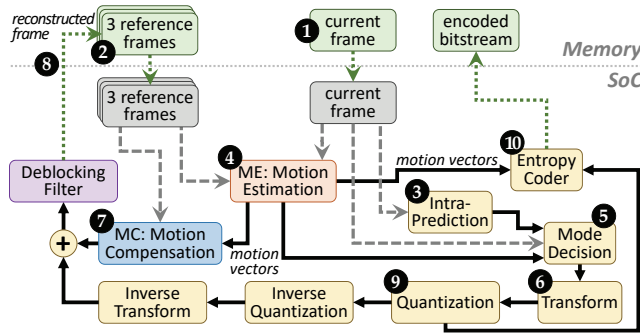 reconstructed
frame
8
2
3 reference
frames
1
current
frame
encoded
bitstream
Memory
SoC
3 reference
frames
current
frame
4
ME: Motion
Estimation
motion vectors
10
Entropy
Coder
Deblocking
Filter
3
Intra-
Prediction
7
MC: Motion
Compensation
+
motion
vectors
5
Mode
Decision
Inverse
Transform
Inverse
Quantization
9
Quantization
6
Transform